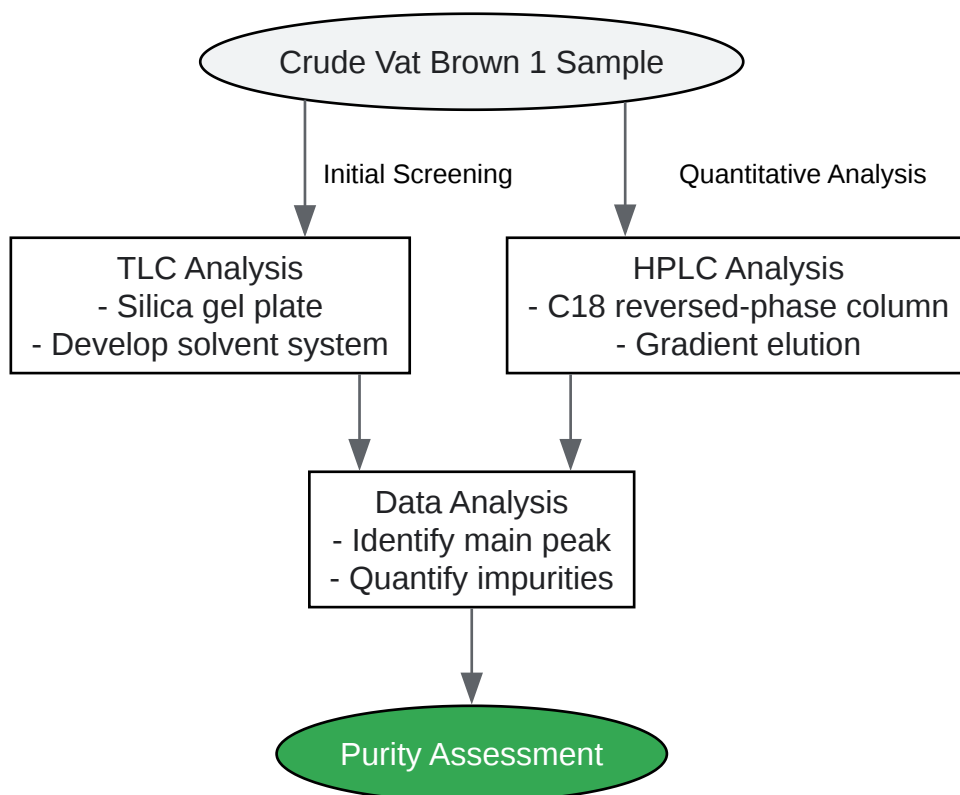 Crude Vat Brown 1 Sample
Initial Screening
Quantitative Analysis
TLC Analysis
- Silica gel plate
- Develop solvent system
HPLC Analysis
- C18 reversed-phase column
- Gradient elution
Data Analysis
- Identify main peak
- Quantify impurities
Purity Assessment